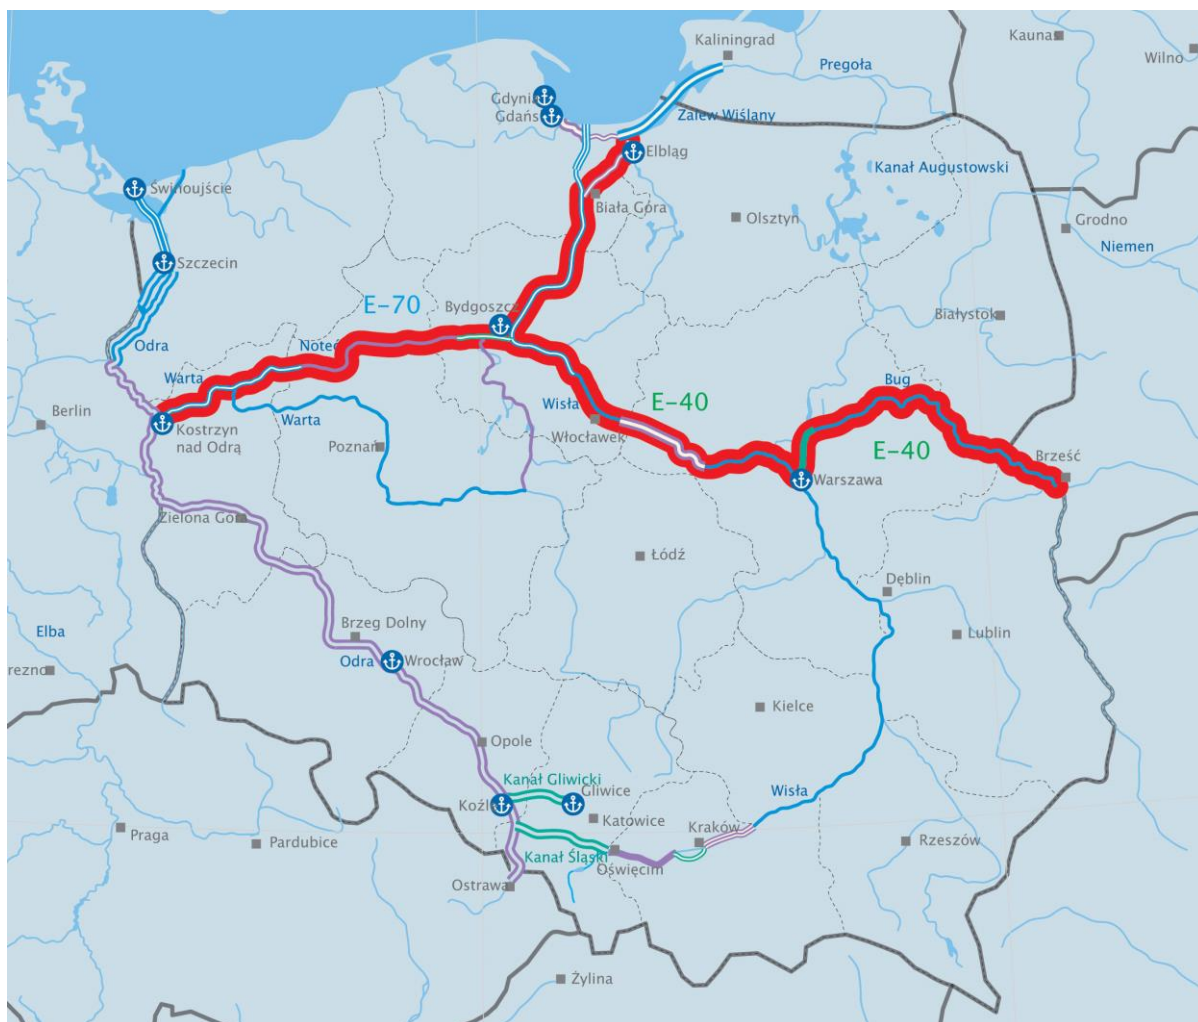 Kaliningrad
Kaunas
Wilno
Pregoła
Gdynia
Gdańs
Zalew Wiślany
Elbląg
Kanał Augustowski
Świnoujście
Biała Góra
Olsztyn
Grodno
Niemen
Szczecin
E-70
Bydgoszcz
Białystok
Odra
Noteć
Warta
Bug
Berlin
Kostrzyn
nad Odrą
Warta
Wisła
E-40
Włocławek
Poznań
E-40
Brześć
Warszawa
Zielona Góra
Łódź
Dęblin
Elba
Brzeg Dolny
Lublin
rezno
Odra
Wrocław
Kielce
Opole
Kanał Gliwicki
Gliwice
Koźle
Wisła
Katowice
Kraków
Praga
Pardubice
Kanał Śląski
Oświęcim
Rzeszów
Ostrawa
Żylina